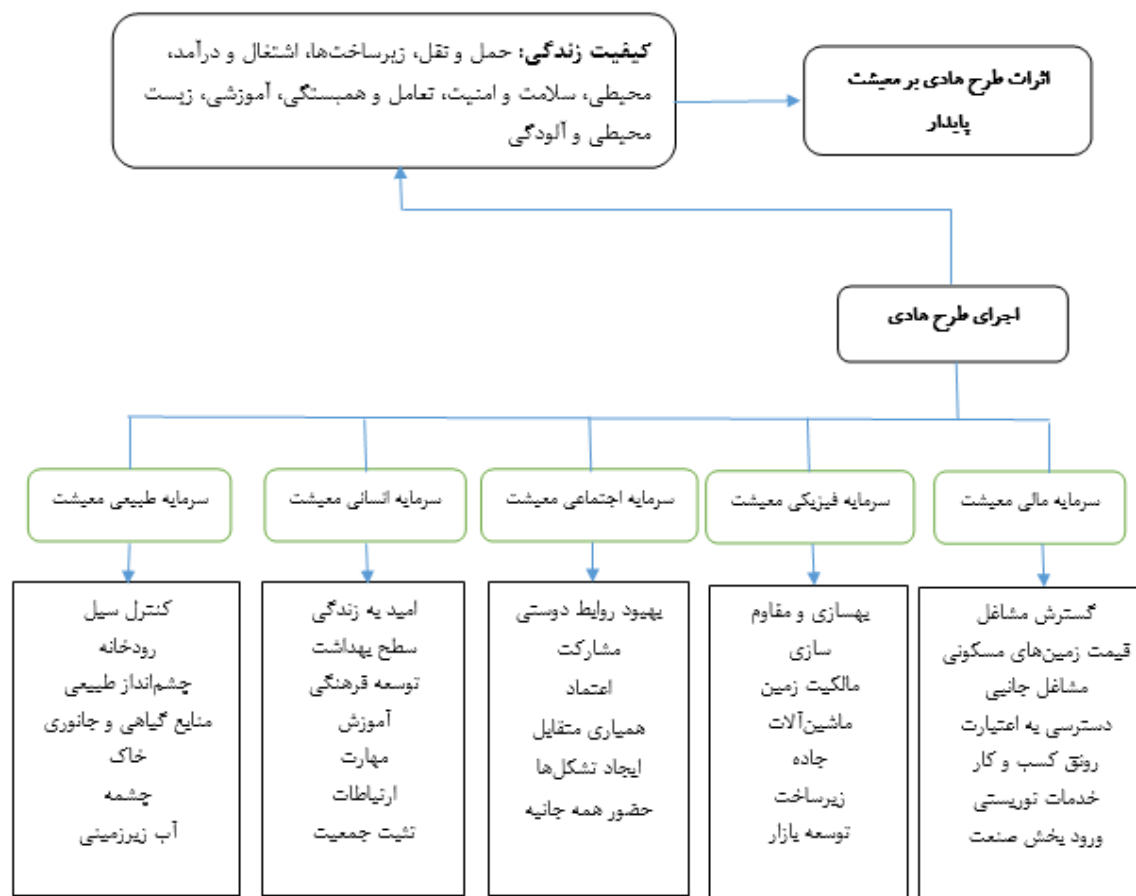 کیفیت زندگی: حمل و نقل، زیرساخت‌ها، اشتغال و درآمد،
محیطی، سلامت و امنیت، تعامل و همبستگی، آموزشی، زیست
محیطی و آلودگی
اثرات طرح هادی بر معیشت
پایدار
اجرای طرح هادی
سرمایه مالی معیشت
سرمایه فیزیکی معیشت
سرمایه اجتماعی معیشت
سرمایه انسانی معیشت
سرمایه طبیعی معیشت
گسترش مشاغل
قیمت زمین‌های مسکونی
مشاغل جانبی
دسترسی به اعتبارت
رونق کسب و کار
خدمات توریستی
ورود بخش صنعت
بهسازی و مقاوم
سازی
مالکیت زمین
ماشین‌آلات
جاده
زیرساخت
توسعه بازار
بهبود روابط دوستی
مشارکت
اعتماد
همیاری متقابل
ایجاد تشکل‌ها
حضور همه جانبه
امید به زندگی
سطح بهداشت
توسعه فرهنگی
آموزش
مهارت
ارتباطات
تثبت جمعیت
کنترل سیل
رودخانه
چشم‌انداز طبیعی
منابع گیاهی و جانوری
خاک
چشمه
آب زیرزمینی